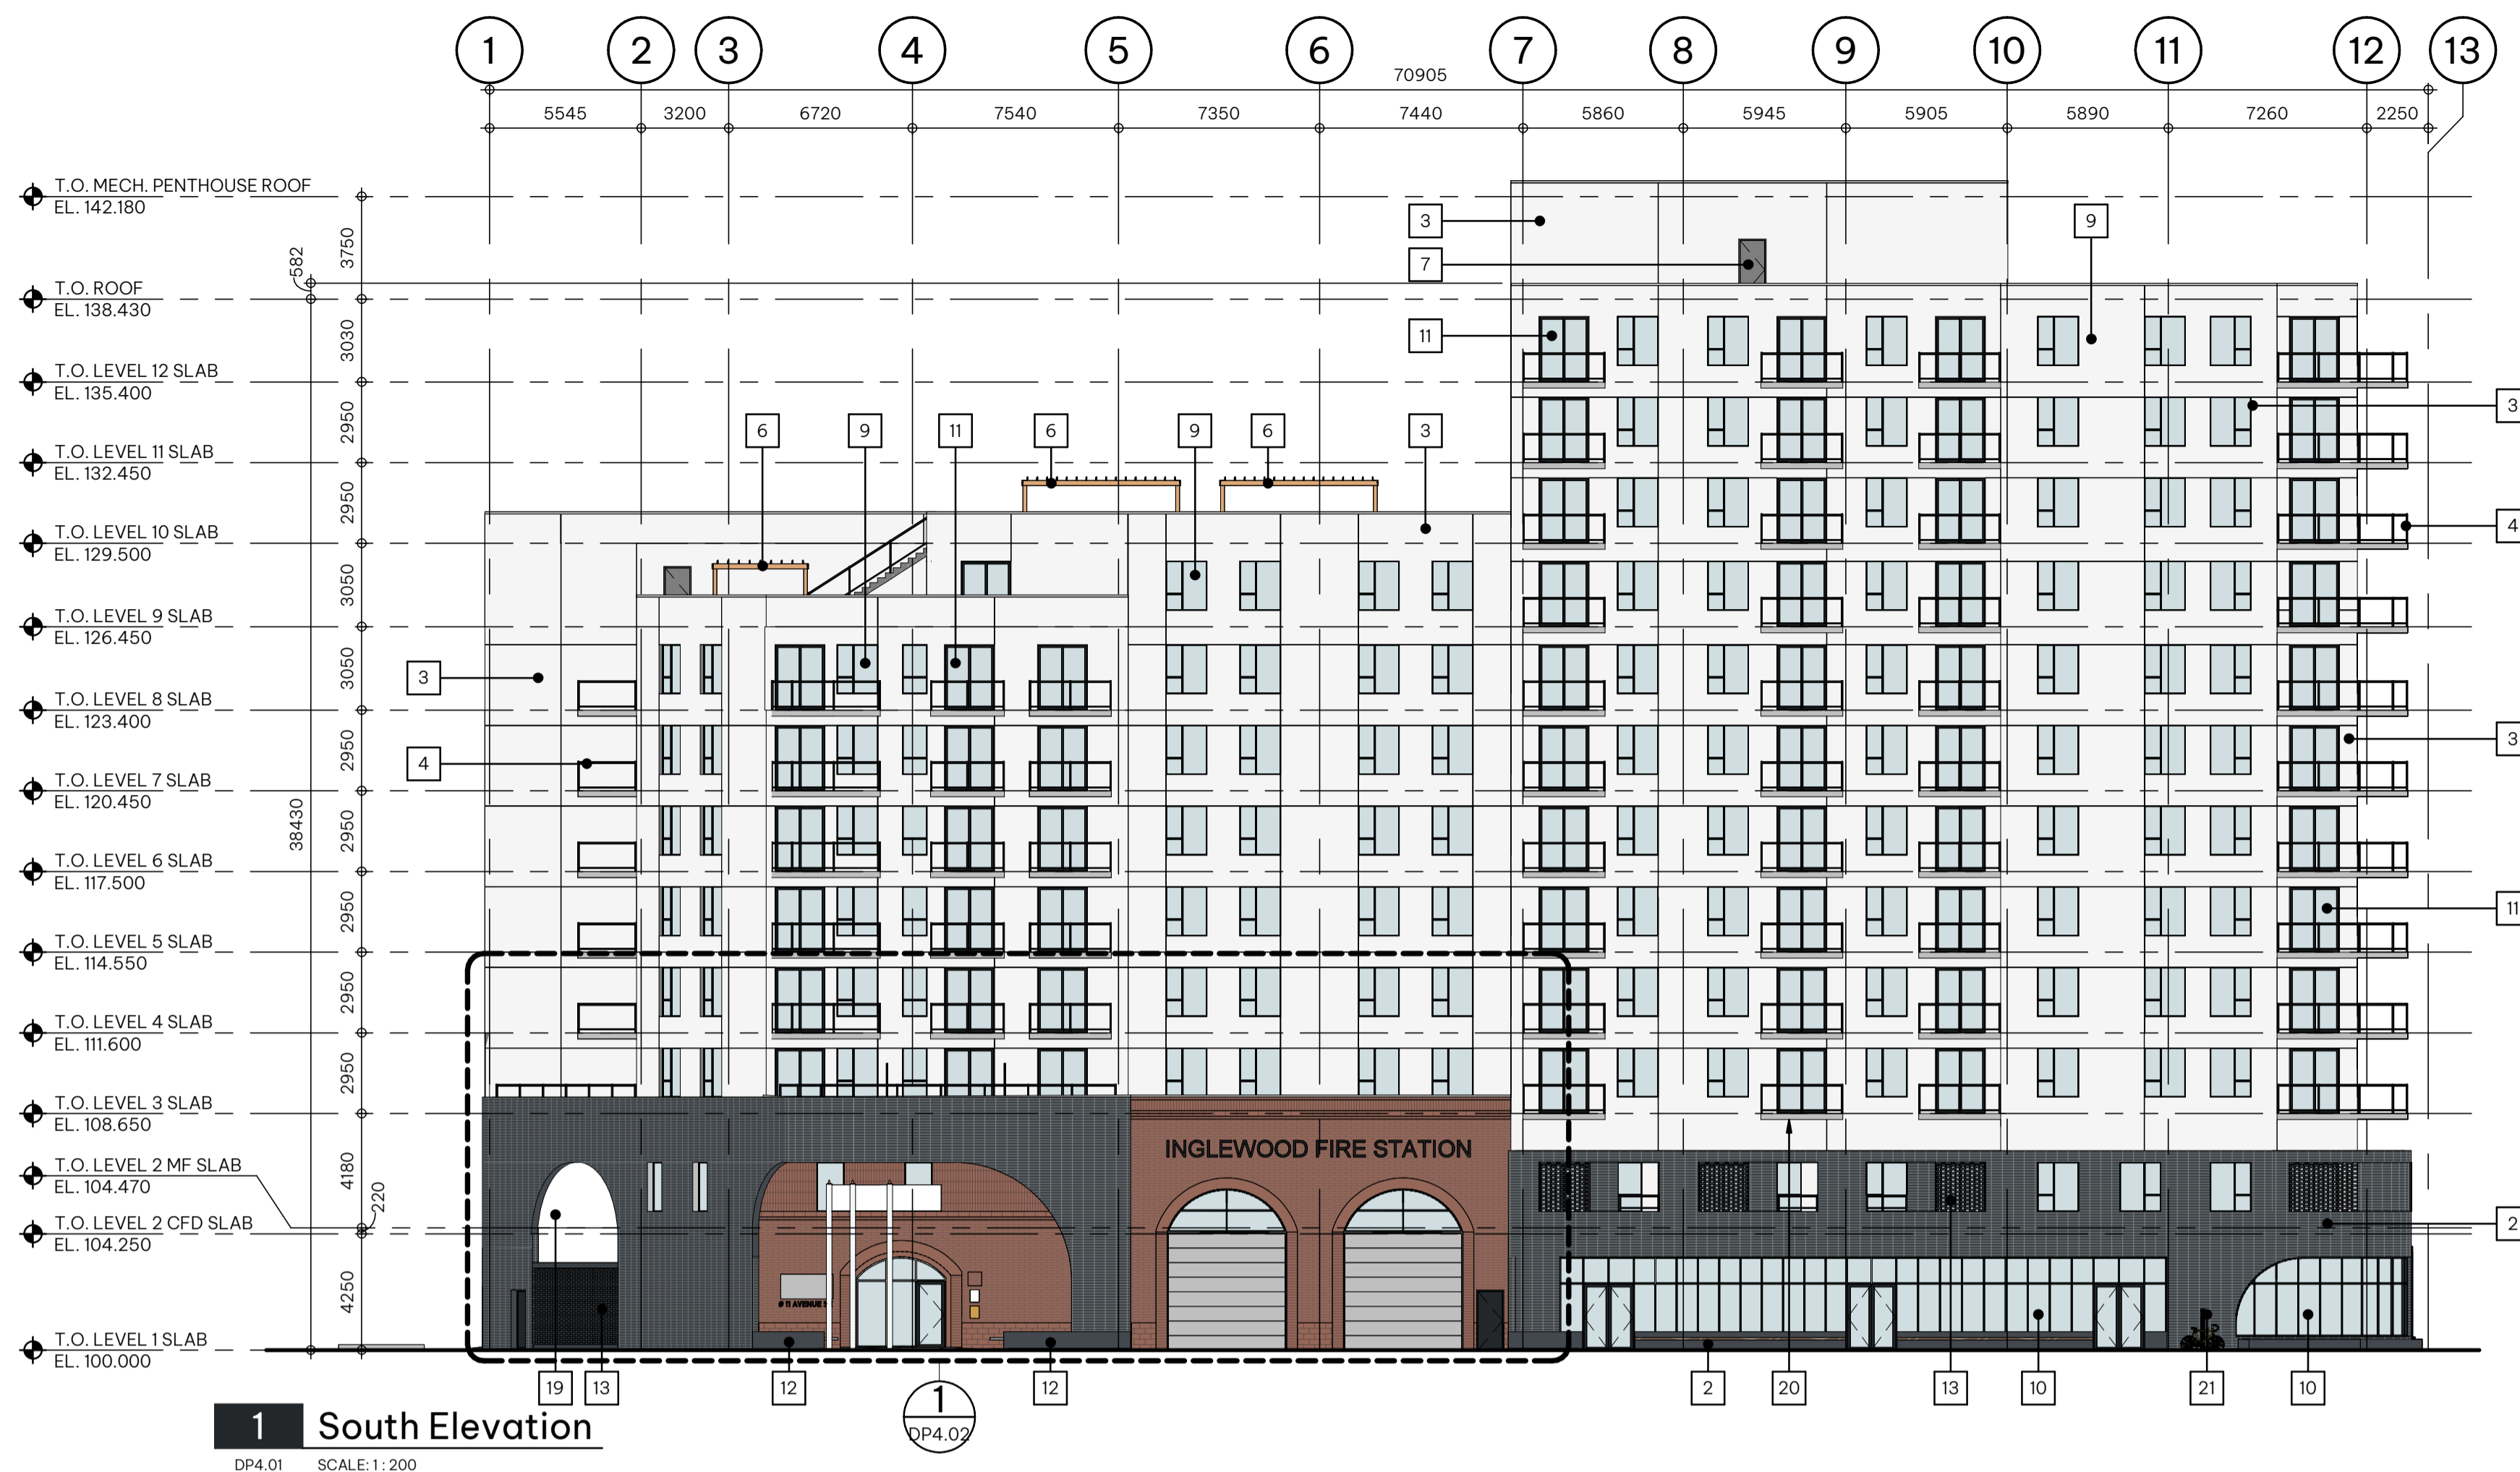 1 2 3 4 5 6 7 8 9 10 11 12 13
70905
5545 3200 6720 7540 7350 7440 5860 5945 5905 5890 7260 2250
T.O. MECH. PENTHOUSE ROOF
EL. 142.180
3
9
3750
582
7
T.O. ROOF
EL. 138.430
3030
11
T.O. LEVEL 12 SLAB
EL. 135.400
3
2950
6 9 11 6 9 6 3
T.O. LEVEL 11 SLAB
EL. 132.450
2950
4
T.O. LEVEL 10 SLAB
EL. 129.500
3050
T.O. LEVEL 9 SLAB
EL. 126.450
3050
3
T.O. LEVEL 8 SLAB
EL. 123.400
2950
3
4
T.O. LEVEL 7 SLAB
EL. 120.450
38430
2950
T.O. LEVEL 6 SLAB
EL. 117.500
2950
11
T.O. LEVEL 5 SLAB
EL. 114.550
2950
T.O. LEVEL 4 SLAB
EL. 111.600
2950
T.O. LEVEL 3 SLAB
EL. 108.650
INGLEWOOD FIRE STATION
4180
T.O. LEVEL 2 MF SLAB
EL. 104.470
220
2
T.O. LEVEL 2 CFD SLAB
EL. 104.250
4250
# 11 AVENUE
T.O. LEVEL 1 SLAB
EL. 100.000
19 13 12 12 2 20 13 10 21 10
1
DP4.02
1 South Elevation
DP4.01 SCALE: 1 : 200